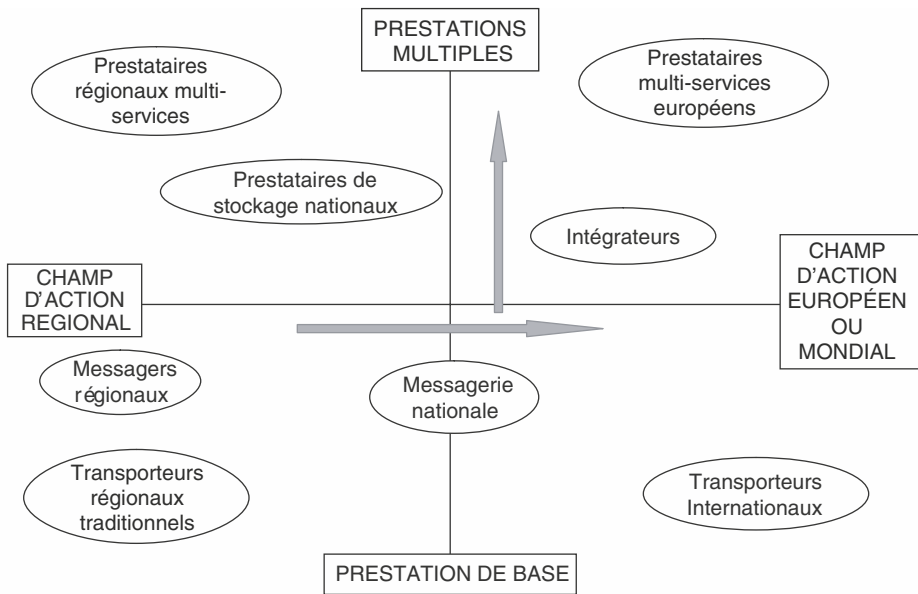 PRESTATIONS
MULTIPLES
Prestataires
régionaux multi-
services
Prestataires
multi-services
européens
Prestataires de
stockage nationaux
Intégrateurs
CHAMP
D'ACTION
REGIONAL
CHAMP
D'ACTION
EUROPÉEN
OU
MONDIAL
Messagers
régionaux
Messagerie
nationale
Transporteurs
régionaux
traditionnels
Transporteurs
Internationaux
PRESTATION DE BASE